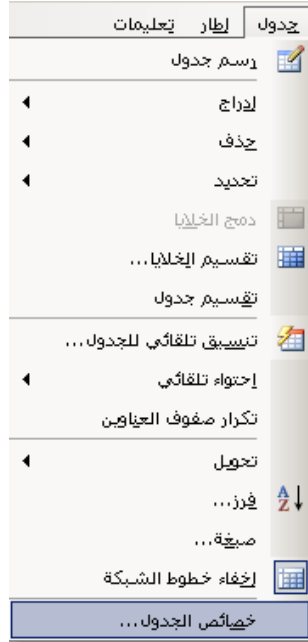 جدول إطار تعليمات
رسم جدول
إدراج
حذف
تحديد
دمج الخلايا
تقسيم الخلايا...
تقسيم جدول
تنسيق تلقائي للجدول...
إحتواء تلقائي
تكرار صفوف العناوين
تحويل
فرز...
صيغة...
إخفاء خطوط الشبكة
خصائص الجدول...